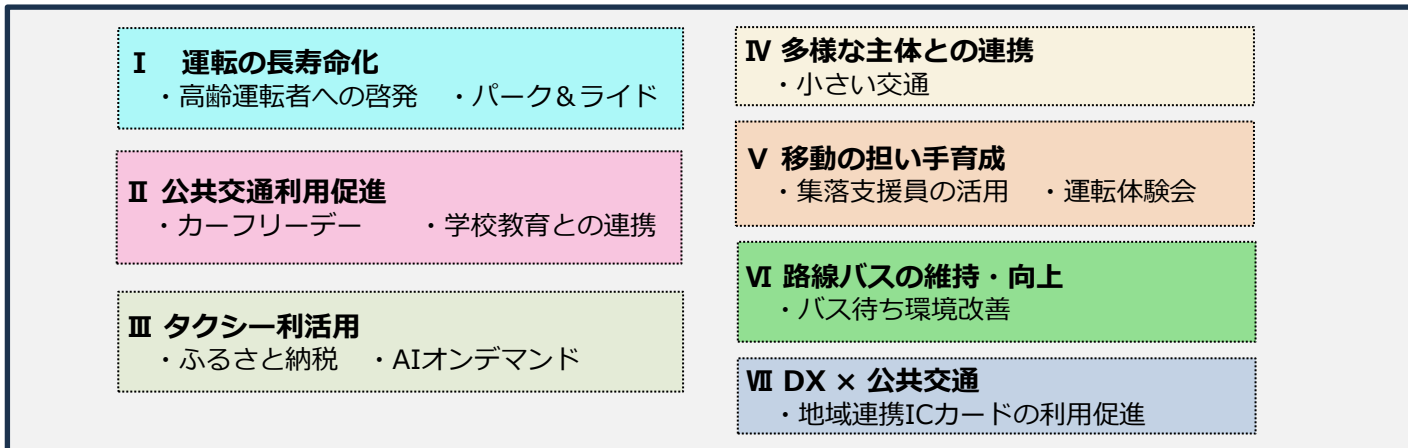 Ⅰ 運転の長寿命化
・高齢運転者への啓発 ・パーク&ライド
Ⅱ 公共交通利用促進
・カーフリーデー ・学校教育との連携
Ⅲ タクシー利活用
・ふるさと納税 ・AIオンデマンド
Ⅳ 多様な主体との連携
・小さい交通
Ⅴ 移動の担い手育成
・集落支援員の活用 ・運転体験会
Ⅵ 路線バスの維持・向上
・バス待ち環境改善
Ⅶ DX × 公共交通
・地域連携ICカードの利用促進